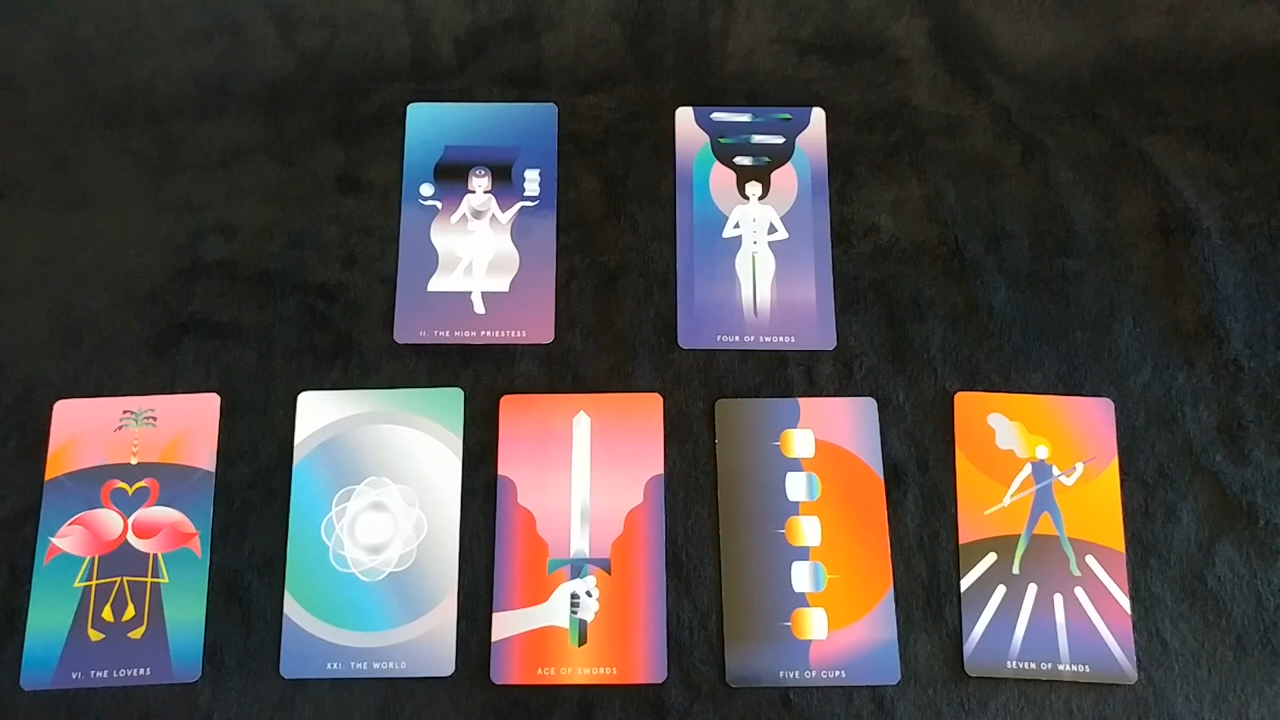 II. THE HIGH PRIESTESS
FOUR OF SWORDS
VI. THE LOVERS
XXI. THE WORLD
ACE OF SWORDS
FIVE OF CUPS
SEVEN OF WANDS